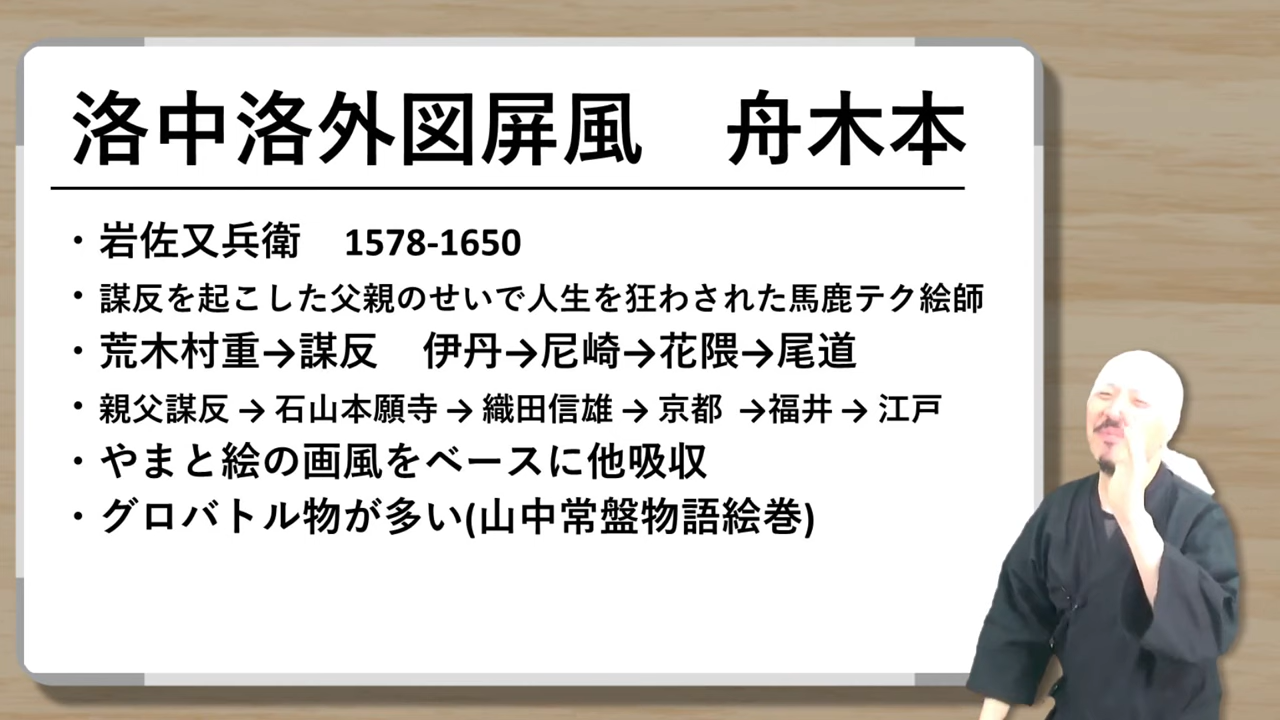 洛中洛外図屏風　舟木本
・岩佐又兵衛　1578-1650
・謀反を起こした父親のせいで人生を狂わされた馬鹿テク絵師
・荒木村重→謀反　伊丹→尼崎→花隈→尾道
・親父謀反 → 石山本願寺 → 織田信雄 → 京都 →福井 → 江戸
・やまと絵の画風をベースに他吸収
・グロバトル物が多い(山中常盤物語絵巻)